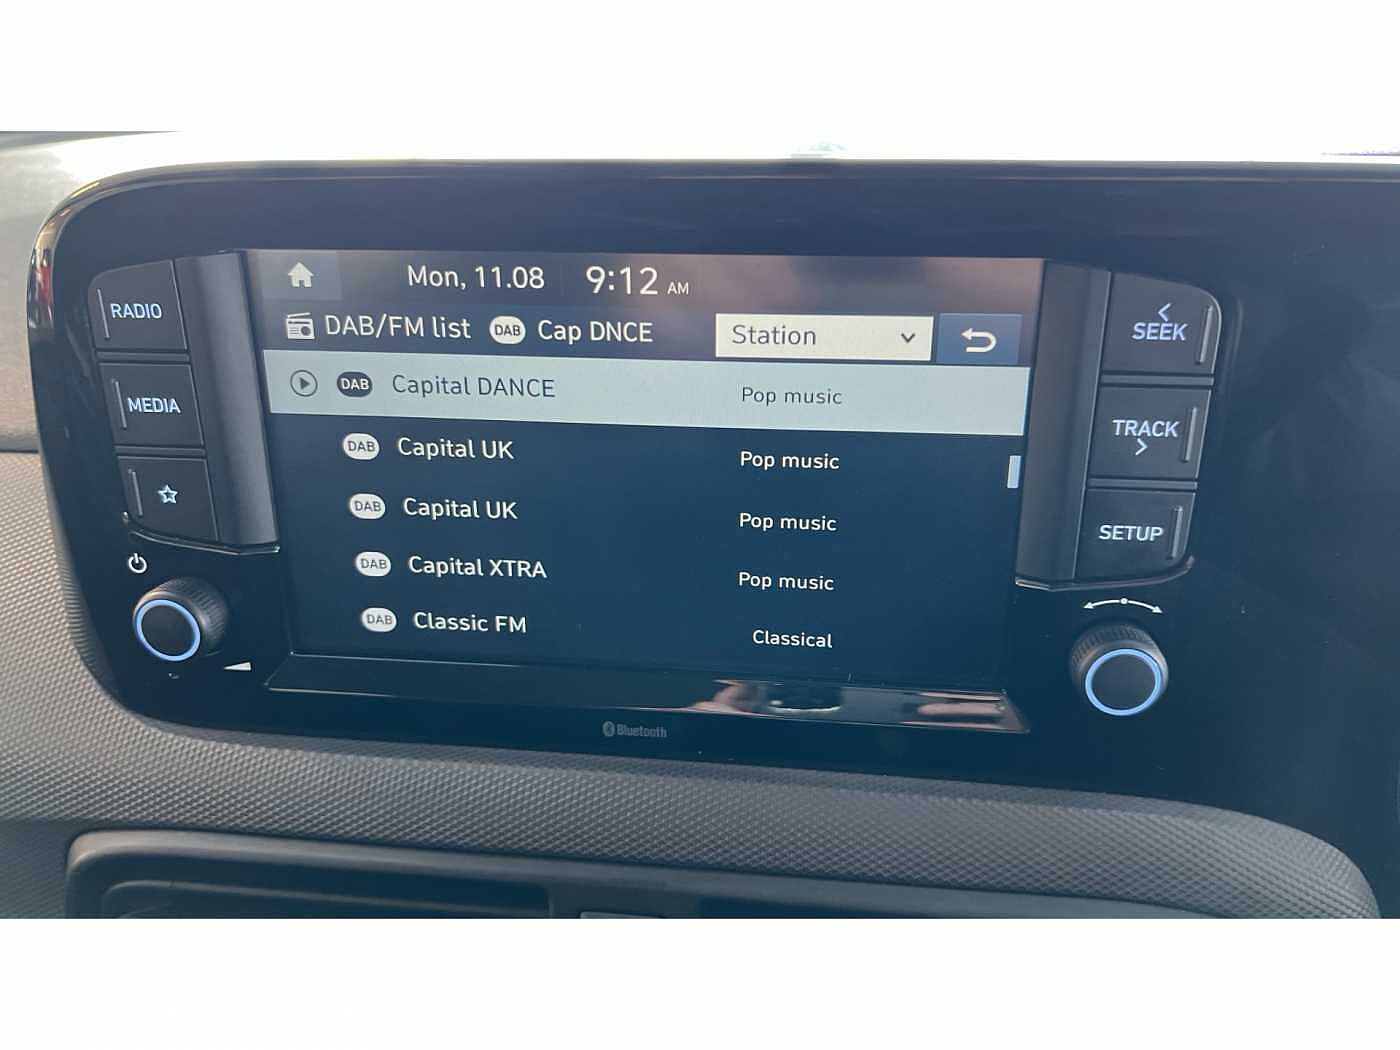 Mon, 11.08 9:12 AM
DAB/FM list DAB Cap DNCE Station
DAB Capital DANCE Pop music
DAB Capital UK Pop music
DAB Capital UK Pop music
DAB Capital XTRA Pop music
DAB Classic FM Classical
RADIO
MEDIA
SEEK
TRACK
SETUP
Bluetooth